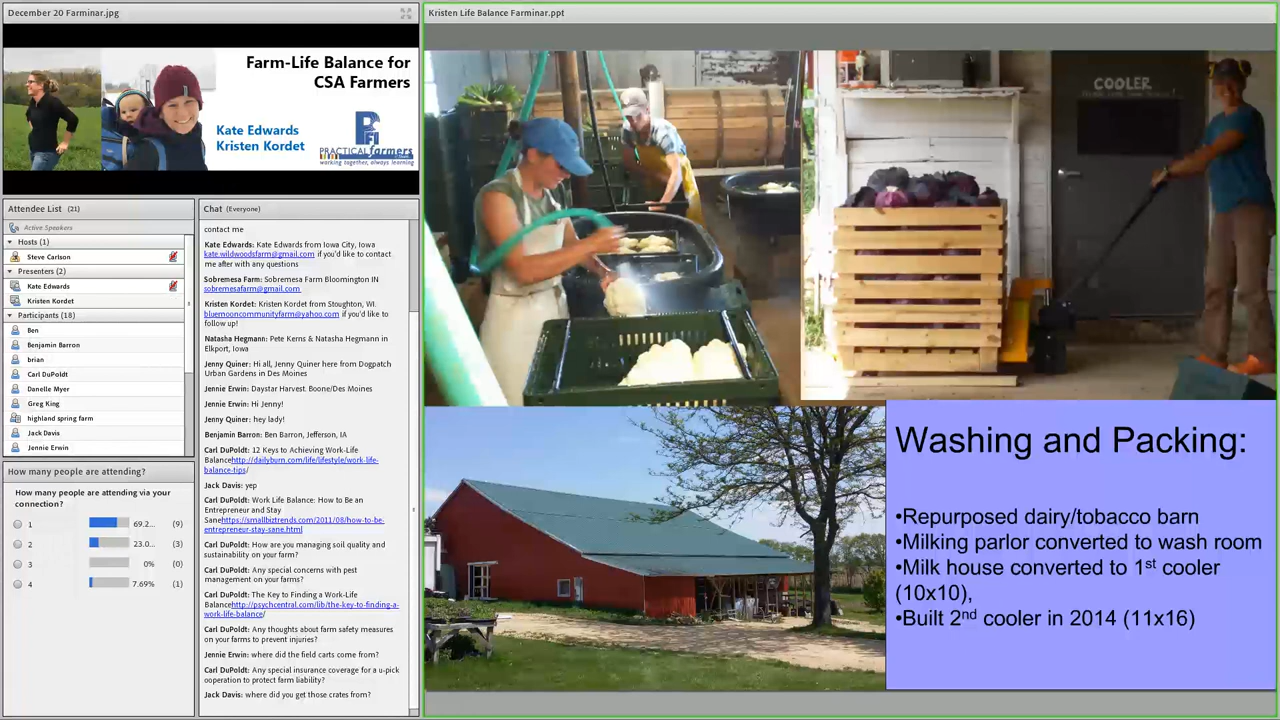 December 20 Farminar.jpg
Farm-Life Balance for
CSA Farmers
Kate Edwards
Kristen Kordet
PRACTICAL farmers
working together, always learning
Attendee List (21)
Active Speakers
Hosts (1)
Steve Carlson
Presenters (2)
Kate Edwards
Kristen Kordet
Participants (18)
Ben
Benjamin Barron
brian
Carl DuPoldt
Danelle Myer
Greg King
highland spring farm
Jack Davis
Jennie Erwin
How many people are attending?
How many people are attending via your
connection?
1 69.2... (9)
2 23.0... (3)
3 0% (0)
4 7.69% (1)
Chat (Everyone)
contact me
Kate Edwards: Kate Edwards from Iowa City, Iowa
kate.wildwoodsfarm@gmail.com if you'd like to contact
me after with any questions
Sobremesa Farm: Sobremesa Farm Bloomington IN
sobremesafarm@gmail.com
Kristen Kordet: Kristen Kordet from Stoughton, WI.
bluemooncommunityfarm@yahoo.com if you'd like to
follow up!
Natasha Hegmann: Pete Kerns & Natasha Hegmann in
Elkport, Iowa
Jenny Quiner: Hi all, Jenny Quiner here from Dogpatch
Urban Gardens in Des Moines
Jennie Erwin: Daystar Harvest. Boone/Des Moines
Jennie Erwin: Hi Jenny!
Jenny Quiner: hey lady!
Benjamin Barron: Ben Barron, Jefferson, IA
Carl DuPoldt: 12 Keys to Achieving Work-Life
Balancehttp://dailyburn.com/life/lifestyle/work-life-
balance-tips/
Jack Davis: yep
Carl DuPoldt: Work Life Balance: How to Be an
Entrepreneur and Stay
Sanehttps://smallbiztrends.com/2011/08/how-to-be-
entrepreneur-stay-sane.html
Carl DuPoldt: How are you managing soil quality and
sustainability on your farm?
Carl DuPoldt: Any special concerns with pest
management on your farms?
Carl DuPoldt: The Key to Finding a Work-Life
Balancehttp://psychcentral.com/lib/the-key-to-finding-a-
work-life-balance/
Carl DuPoldt: Any thoughts about farm safety measures
on your farms to prevent injuries?
Jennie Erwin: where did the field carts come from?
Carl DuPoldt: Any special insurance coverage for a u-pick
ooperation to protect farm liability?
Jack Davis: where did you get those crates from?
Kristen Life Balance Farminar.ppt
COOLER
Washing and Packing:
•Repurposed dairy/tobacco barn
•Milking parlor converted to wash room
•Milk house converted to 1st cooler
(10x10),
•Built 2nd cooler in 2014 (11x16)